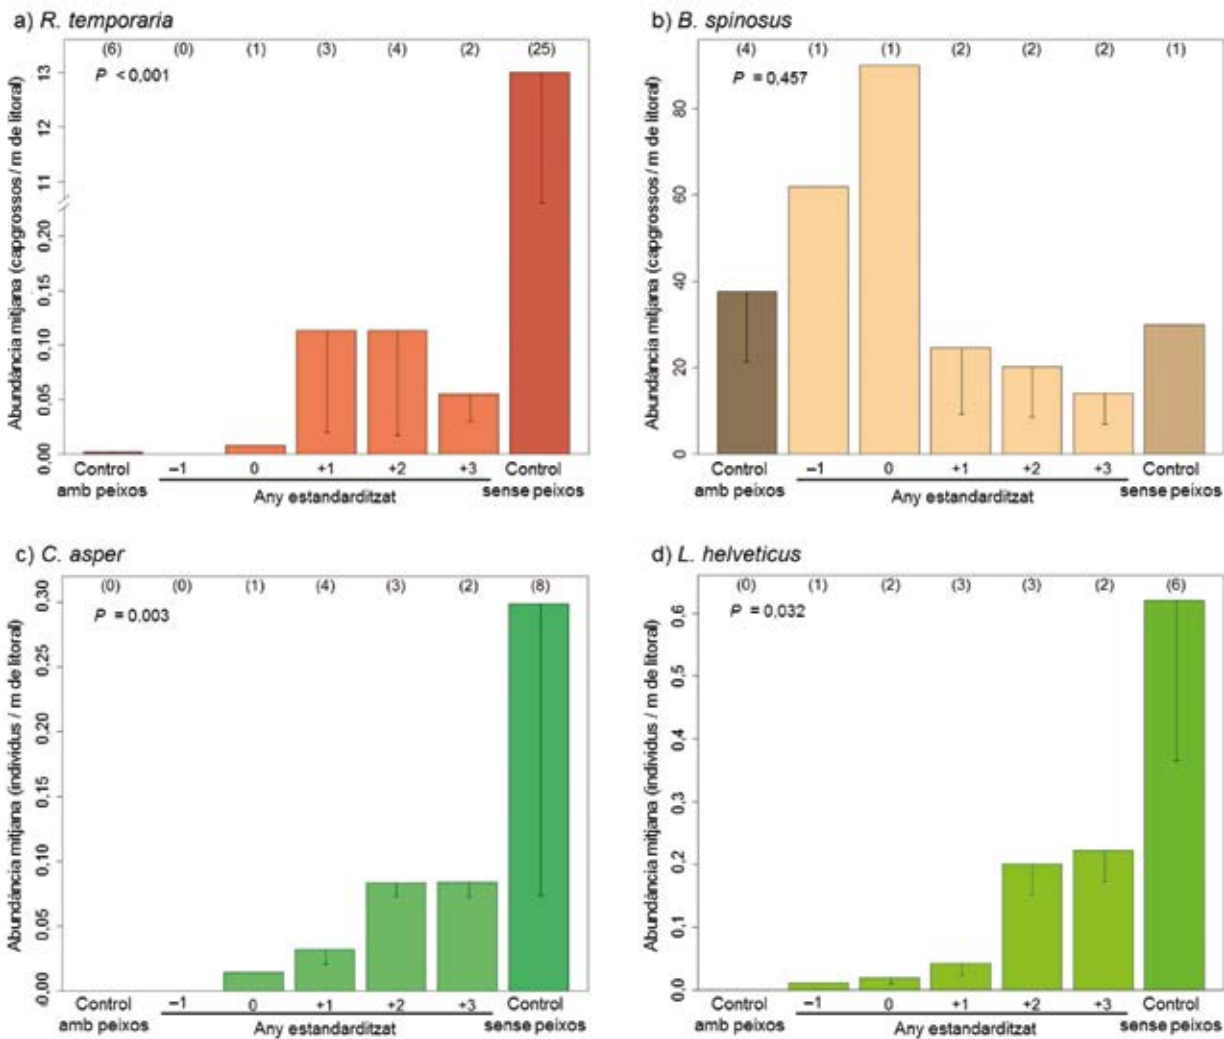 a) R. temporaria
(6) (0) (1) (3) (4) (2) (25)
P < 0,001
Abundància mitjana (capgrossos / m de litoral)
13
12
11
0,20
0,15
0,10
0,05
0,00
Control amb peixos
–1 0 +1 +2 +3
Any estandarditzat
Control sense peixos
b) B. spinosus
(4) (1) (1) (2) (2) (2) (1)
P = 0,457
Abundància mitjana (capgrossos / m de litoral)
80
60
40
20
0
Control amb peixos
–1 0 +1 +2 +3
Any estandarditzat
Control sense peixos
c) C. asper
(0) (0) (1) (4) (3) (2) (8)
P = 0,003
Abundància mitjana (individus / m de litoral)
0,30
0,25
0,20
0,15
0,10
0,05
0,00
Control amb peixos
–1 0 +1 +2 +3
Any estandarditzat
Control sense peixos
d) L. helveticus
(0) (1) (2) (3) (3) (2) (6)
P = 0,032
Abundància mitjana (individus / m de litoral)
0,6
0,5
0,4
0,3
0,2
0,1
0,0
Control amb peixos
–1 0 +1 +2 +3
Any estandarditzat
Control sense peixos